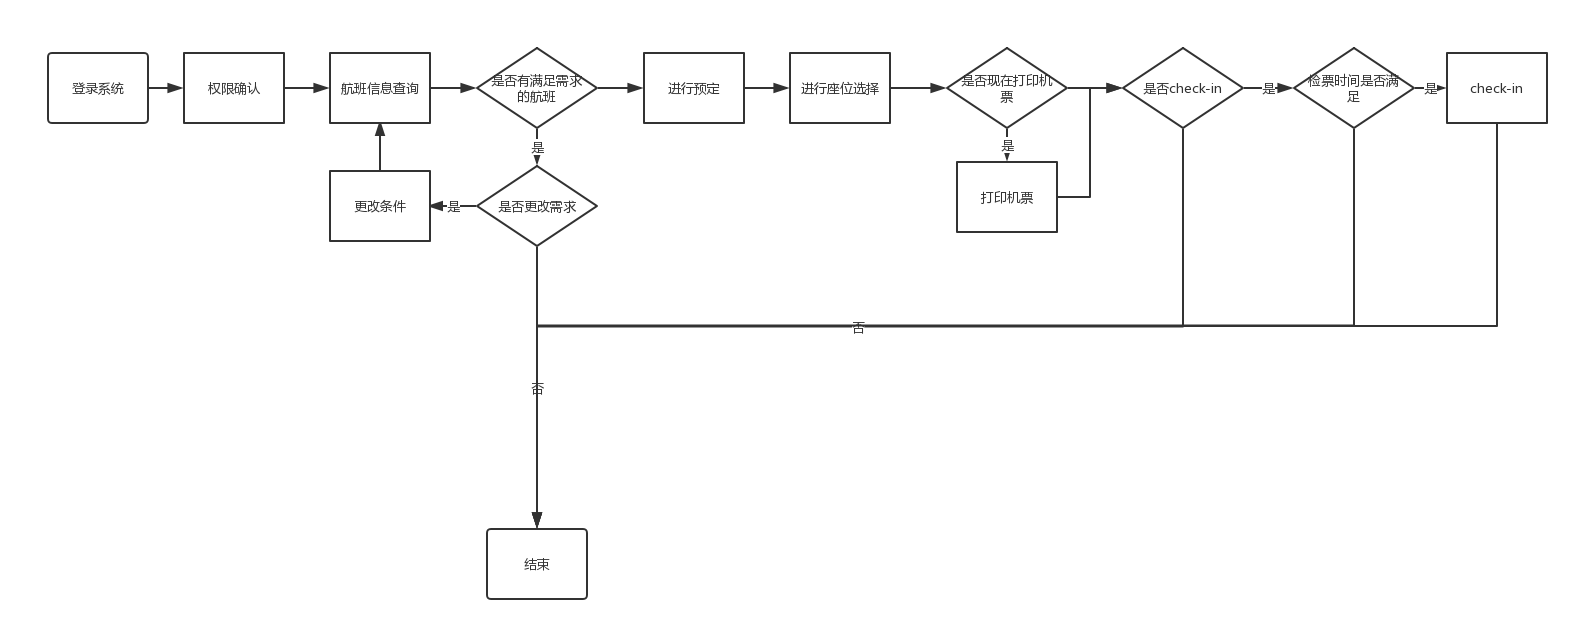 登录系统
权限确认
航班信息查询
是否有满足需求
的航班
进行预定
进行座位选择
是否现在打印机
票
是否check-in
是
检票时间是否满
足
是
check-in
是
是
更改条件
是
是否更改需求
打印机票
否
否
结束